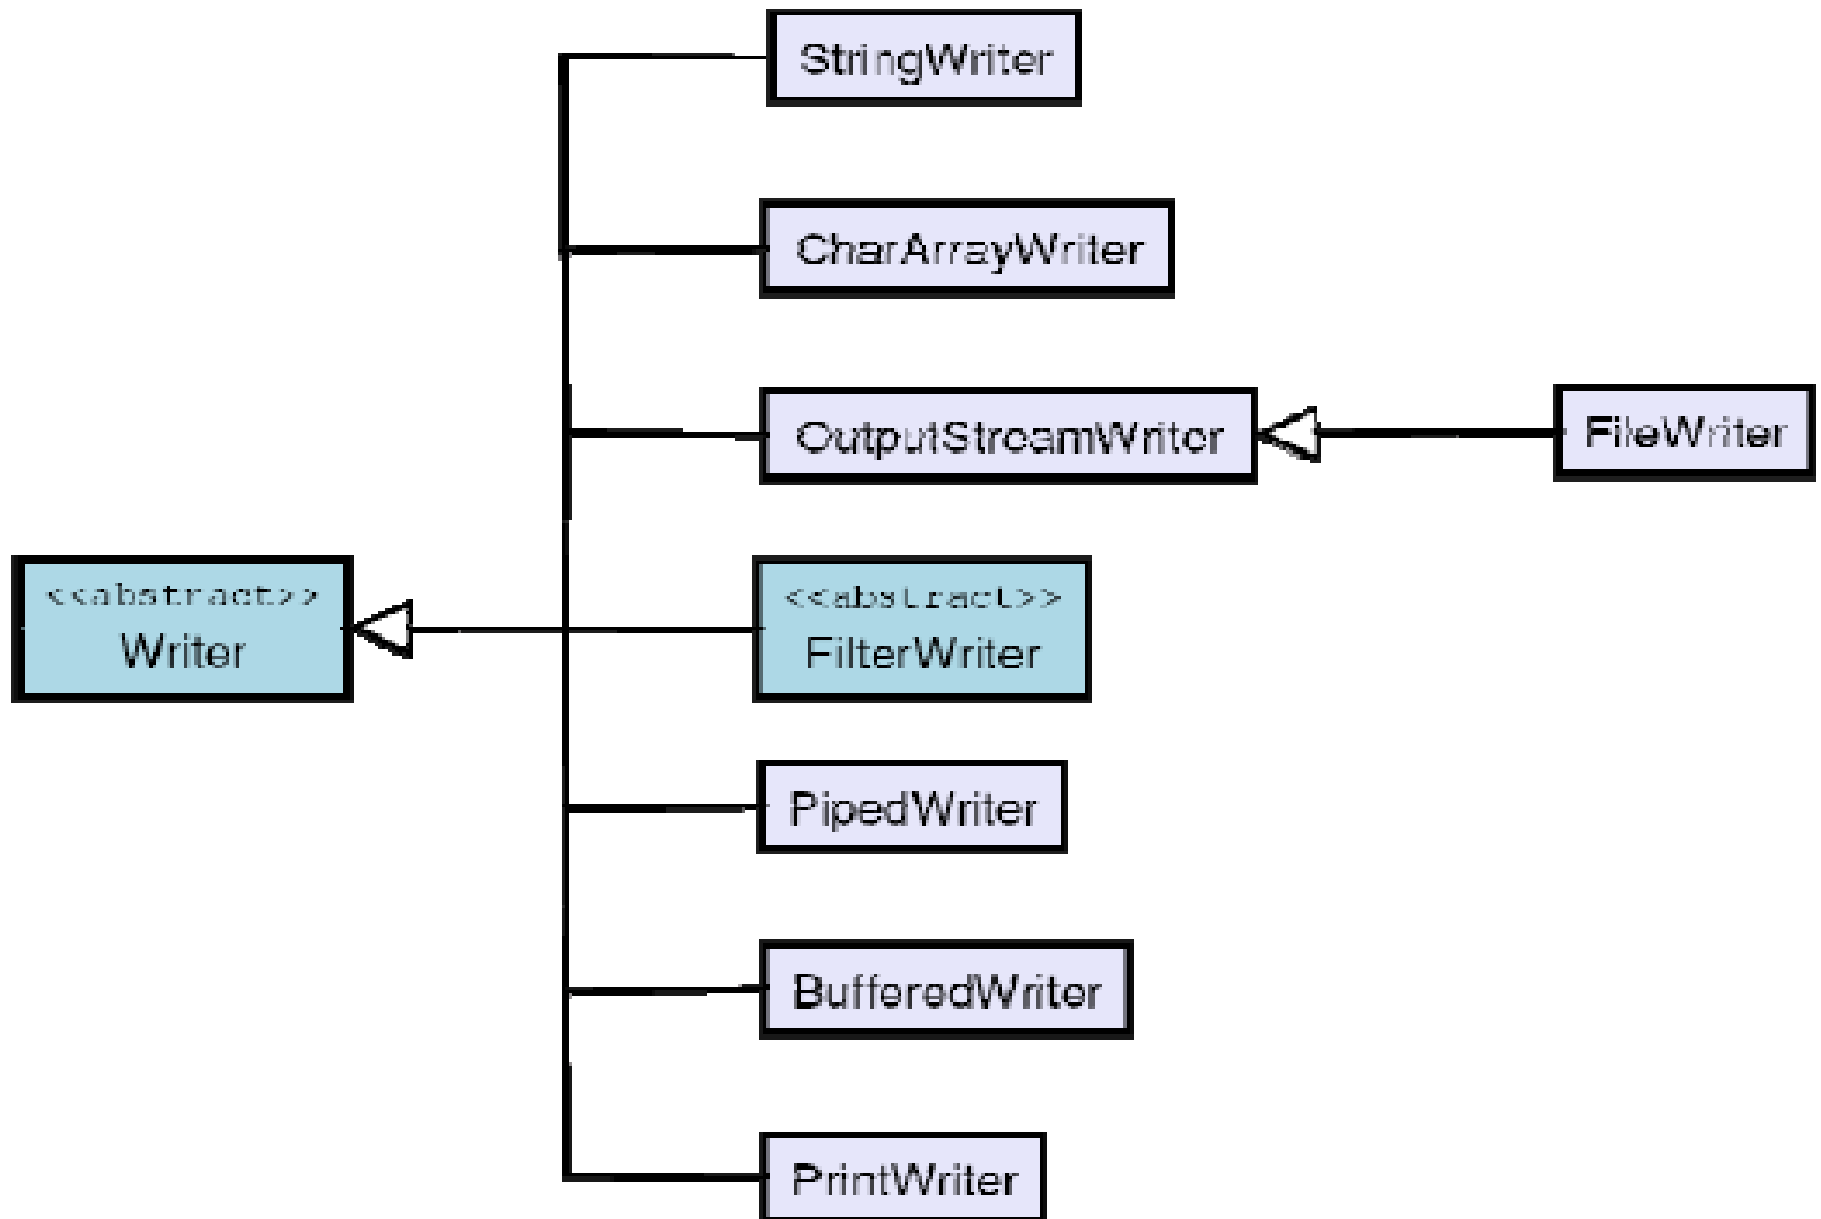 StringWriter
CharArrayWriter
OutputStreamWriter
FileWriter
<<abstract>>
Writer
<<abstract>>
FilterWriter
PipedWriter
BufferedWriter
PrintWriter